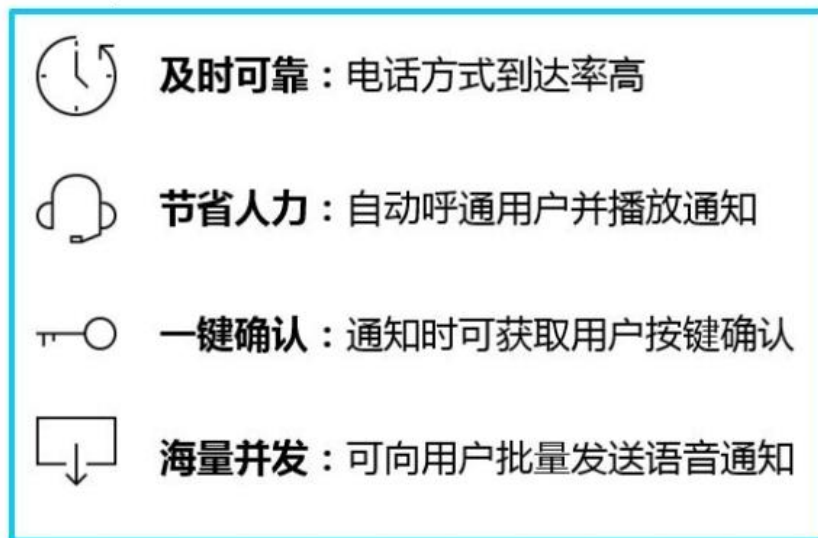 及时可靠：电话方式到达率高
节省人力：自动呼通用户并播放通知
一键确认：通知时可获取用户按键确认
海量并发：可向用户批量发送语音通知